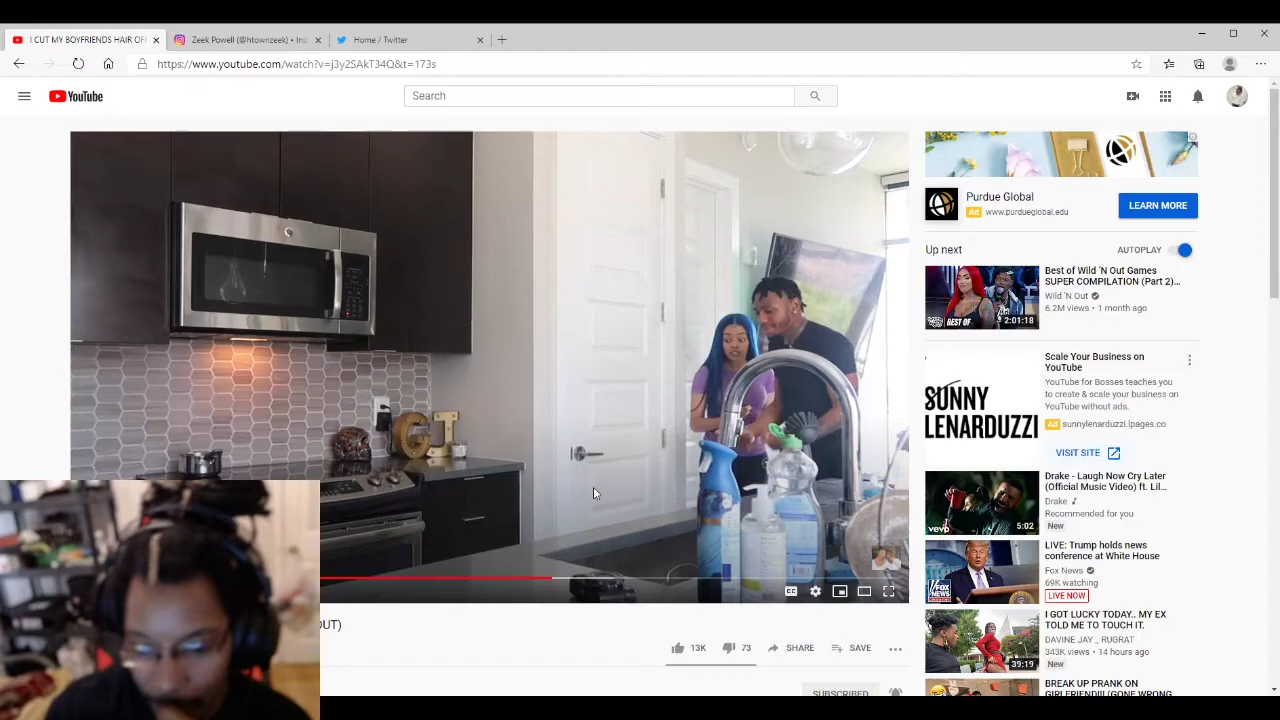 I CUT MY BOYFRIENDS HAIR OF
Zeek Powell (@htownzeek) • Ins
Home / Twitter
https://www.youtube.com/watch?v=j3y2SAkT34Q&t=173s
YouTube
Search
Purdue Global
Ad www.purdueglobal.edu
LEARN MORE
Up next
AUTOPLAY
Best of Wild 'N Out Games
SUPER COMPILATION (Part 2)...
Wild 'N Out
6.2M views • 1 month ago
BEST OF
2:01:18
Scale Your Business on
YouTube
YouTube for Bosses teaches you
to create & scale your business on
YouTube without ads.
Ad sunnylenarduzzi.lpages.co
SUNNY
LENARDUZZI
VISIT SITE
Drake - Laugh Now Cry Later
(Official Music Video) ft. Lil...
Drake
Recommended for you
New
vevo
5:02
LIVE: Trump holds news
conference at White House
Fox News
69K watching
LIVE NOW
I GOT LUCKY TODAY.. MY EX
TOLD ME TO TOUCH IT.
DAVINE JAY _ RUGRAT
343K views • 14 hours ago
New
39:19
BREAK UP PRANK ON
GIRLFRIEND!!! (GONE WRONG
G J
CC
OUT)
13K
73
SHARE
SAVE
SUBSCRIBED